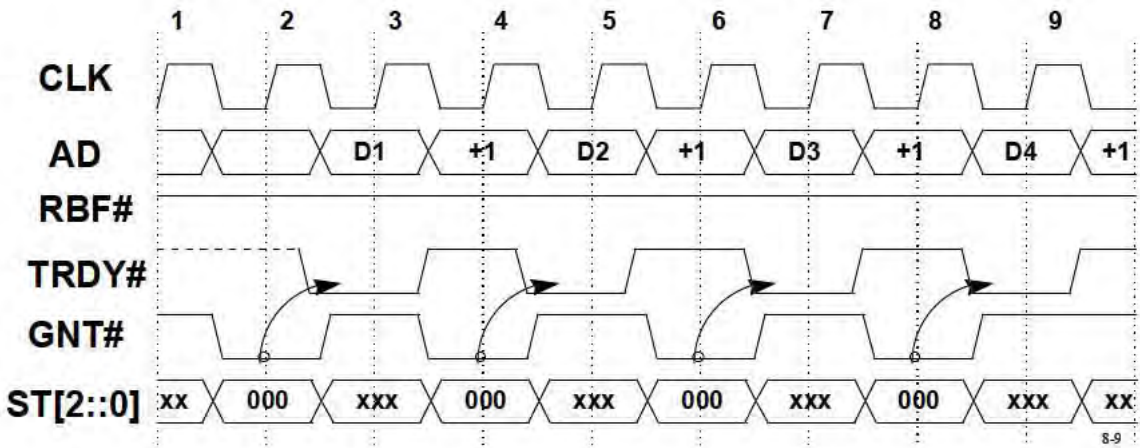 1 2 3 4 5 6 7 8 9
CLK
AD D1 +1 D2 +1 D3 +1 D4 +1
RBF#
TRDY#
GNT#
ST[2::0] xx 000 xxx 000 xxx 000 xxx 000 xxx xx
8-9